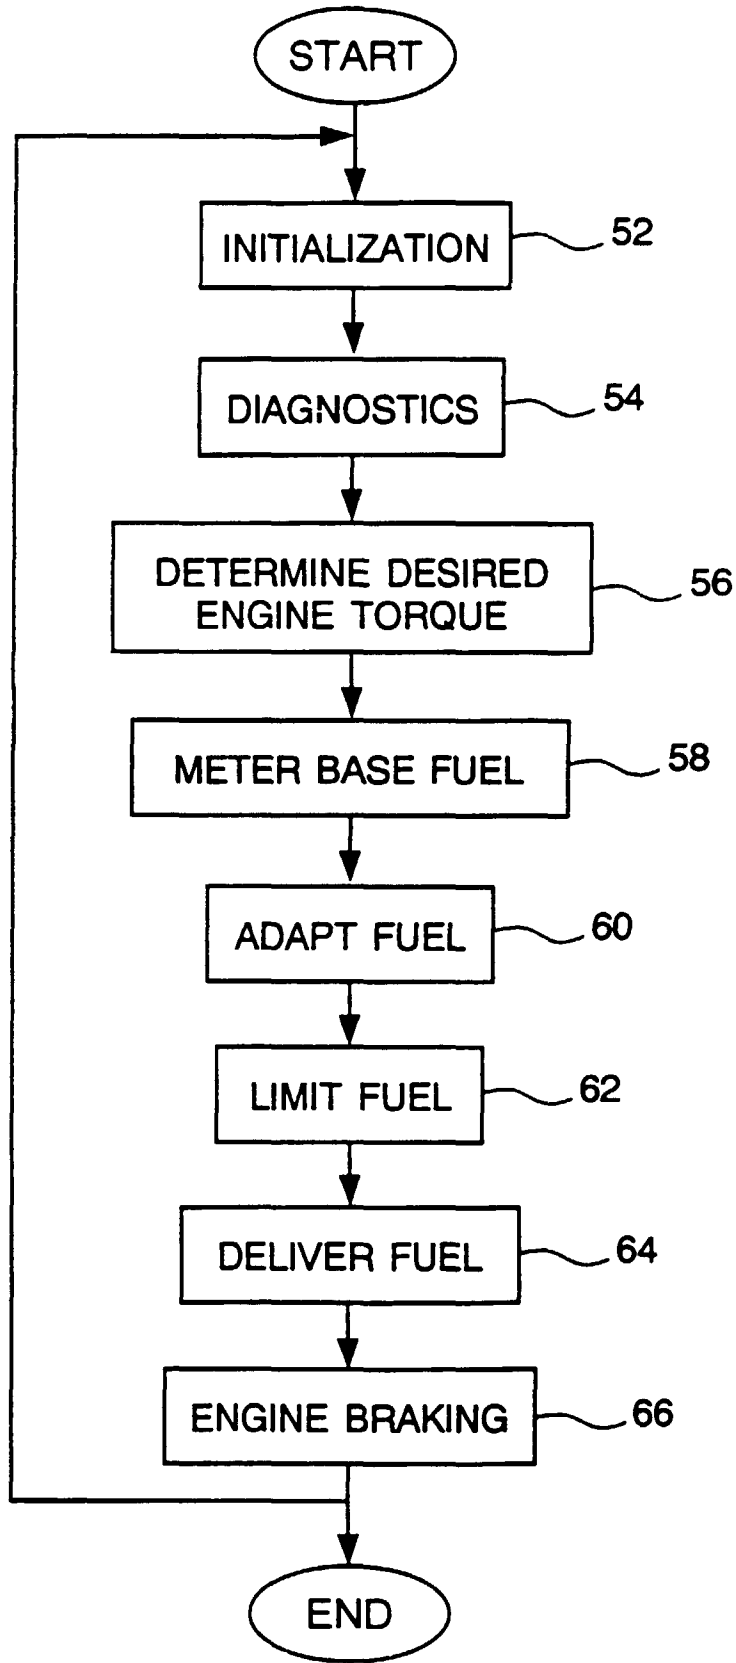 START
INITIALIZATION
52
DIAGNOSTICS
54
DETERMINE DESIRED
ENGINE TORQUE
56
METER BASE FUEL
58
ADAPT FUEL
60
LIMIT FUEL
62
DELIVER FUEL
64
ENGINE BRAKING
66
END